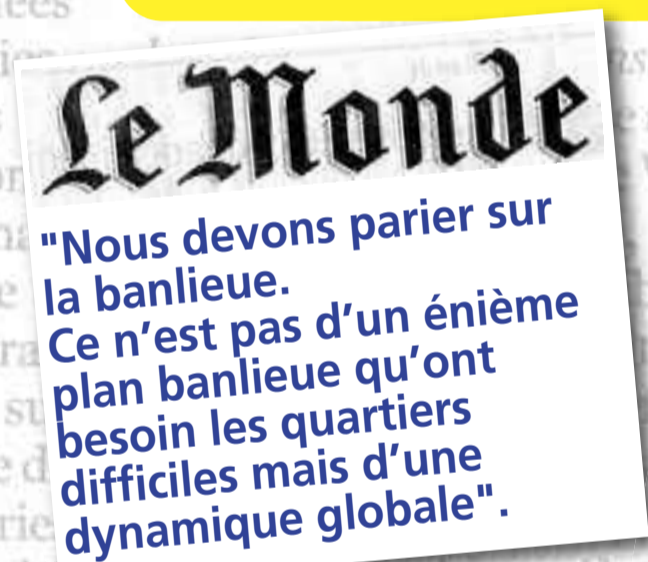 Le Monde
"Nous devons parier sur
la banlieue.
Ce n’est pas d’un énième
plan banlieue qu’ont
besoin les quartiers
difficiles mais d’une
dynamique globale".